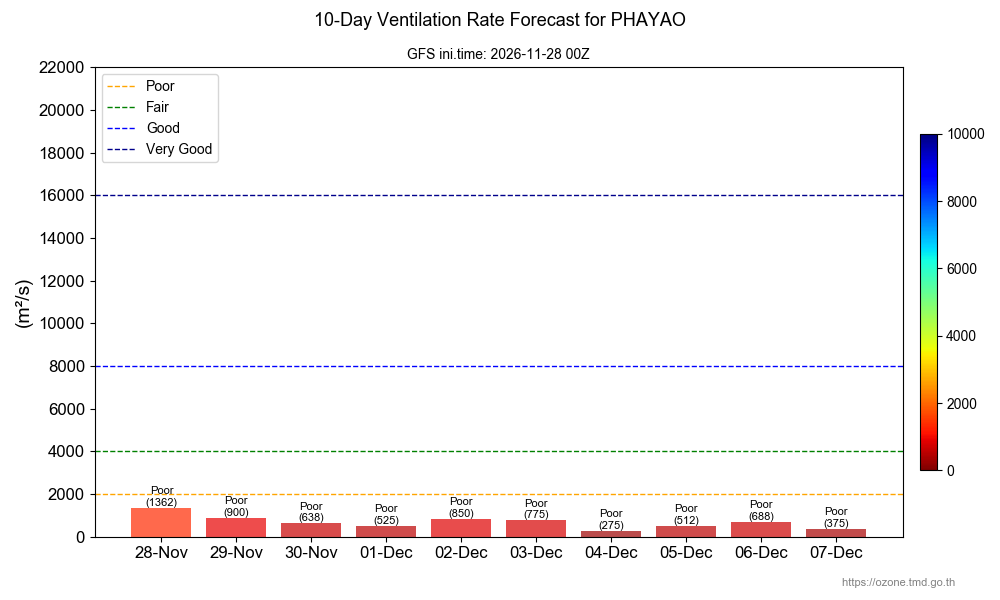 10-Day Ventilation Rate Forecast for PHAYAO
GFS ini.time: 2026-11-28 00Z
22000
20000
18000
16000
14000
12000
10000
8000
6000
4000
2000
0
(m²/s)
Poor
Fair
Good
Very Good
Poor
(1362)
Poor
(900)
Poor
(638)
Poor
(525)
Poor
(850)
Poor
(775)
Poor
(275)
Poor
(512)
Poor
(688)
Poor
(375)
28-Nov
29-Nov
30-Nov
01-Dec
02-Dec
03-Dec
04-Dec
05-Dec
06-Dec
07-Dec
10000
8000
6000
4000
2000
0
https://ozone.tmd.go.th